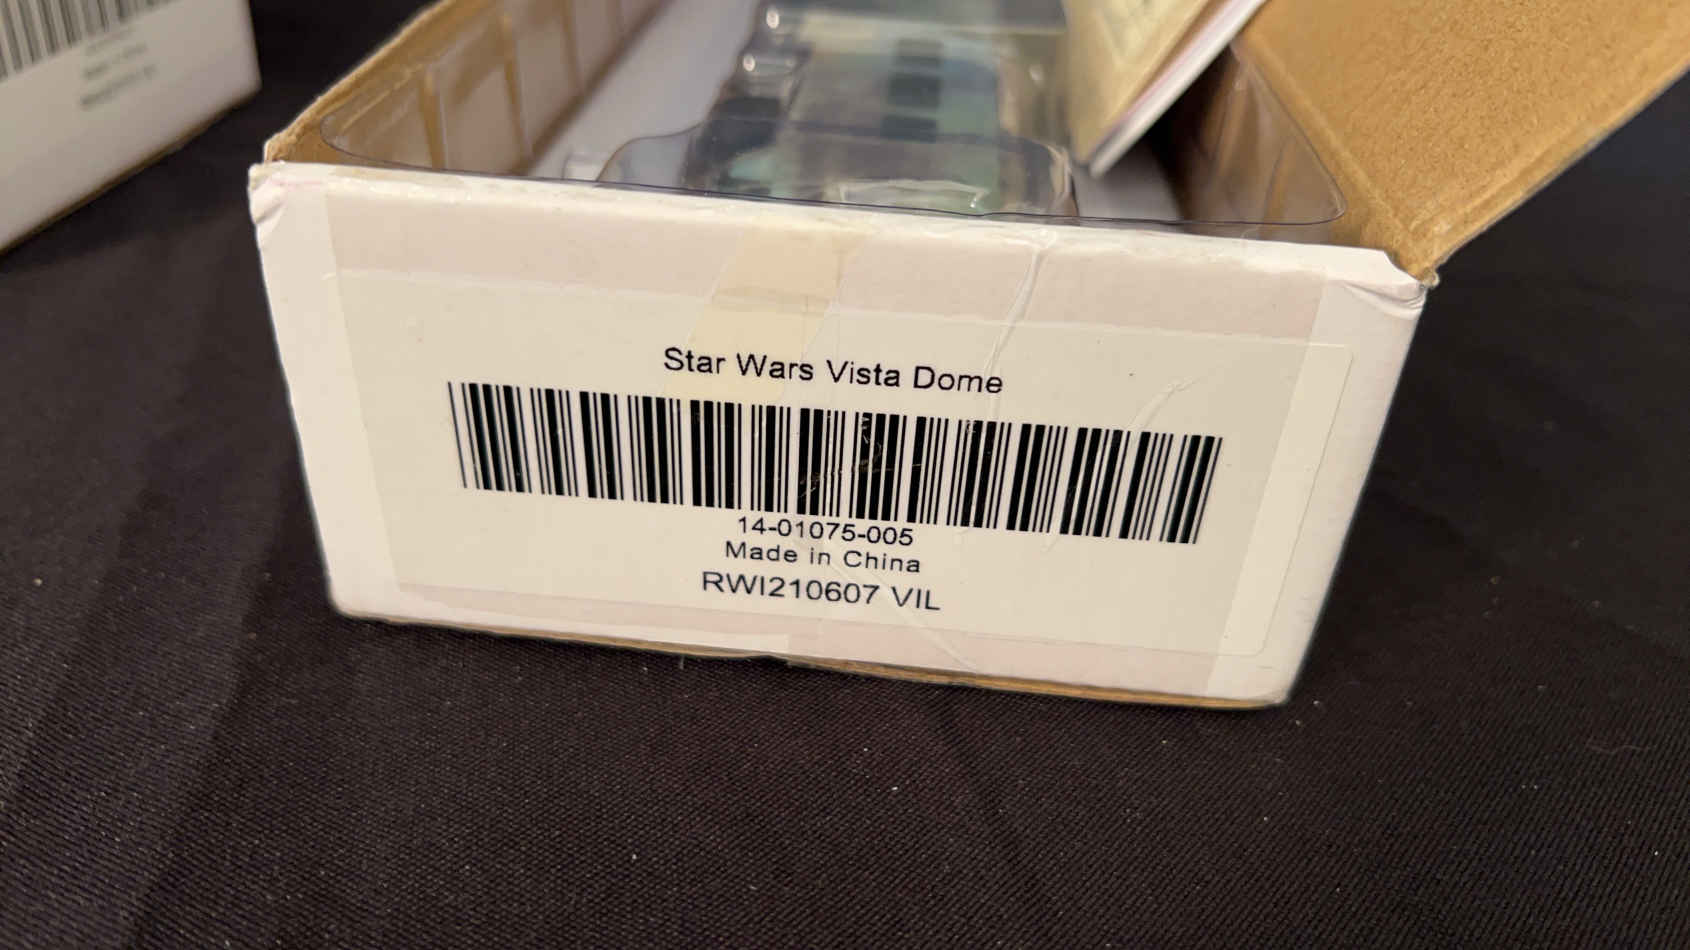 Star Wars Vista Dome
14-01075-005
Made in China
RWI210607 VIL